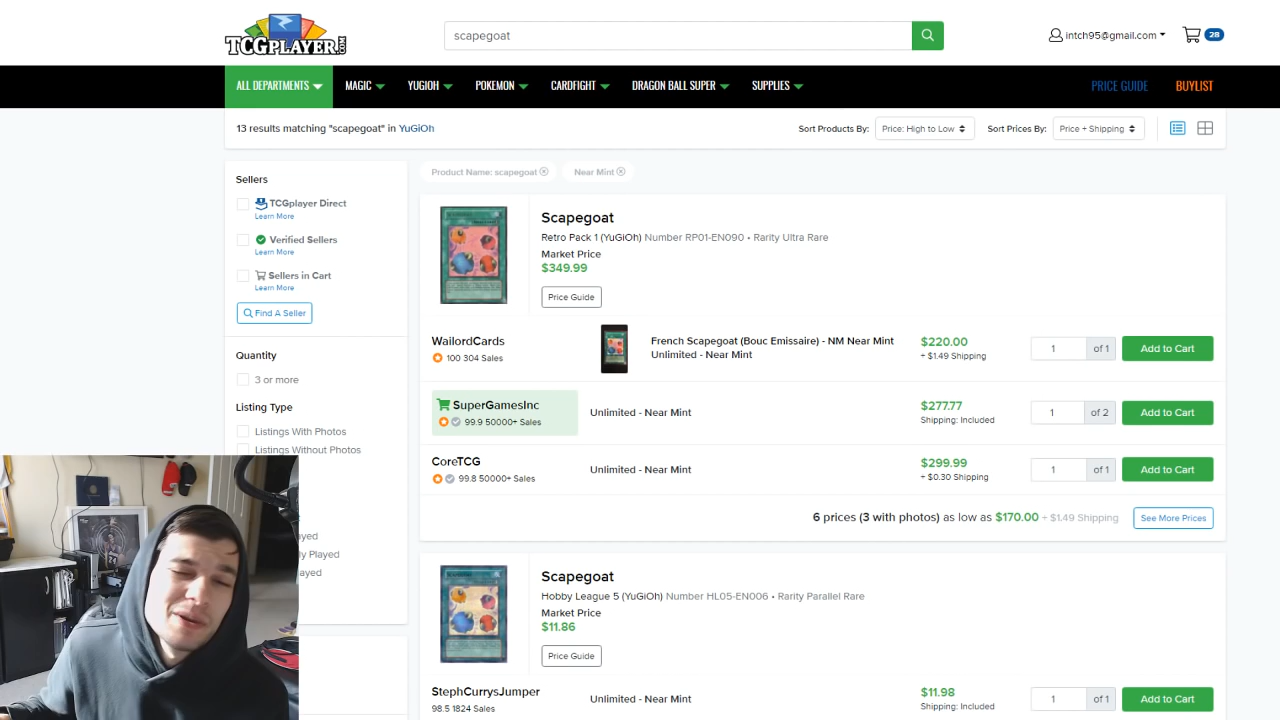 TCGPLAYER.COM
scapegoat
intch95@gmail.com
28
ALL DEPARTMENTS
MAGIC
YUGIOH
POKEMON
CARDFIGHT
DRAGON BALL SUPER
SUPPLIES
PRICE GUIDE
BUYLIST
13 results matching "scapegoat" in YuGiOh
Sort Products By:
Price: High to Low
Sort Prices By:
Price + Shipping
Sellers
TCGplayer Direct
Learn More
Verified Sellers
Learn More
Sellers in Cart
Learn More
Find A Seller
Quantity
3 or more
Listing Type
Listings With Photos
Listings Without Photos
Product Name: scapegoat
Near Mint
Scapegoat
Retro Pack 1 (YuGiOh) Number RP01-EN090 • Rarity Ultra Rare
Market Price
$349.99
Price Guide
WailordCards
100 304 Sales
French Scapegoat (Bouc Emissaire) - NM Near Mint
Unlimited - Near Mint
$220.00
+ $1.49 Shipping
1
of 1
Add to Cart
SuperGamesInc
99.9 50000+ Sales
Unlimited - Near Mint
$277.77
Shipping: Included
1
of 2
Add to Cart
CoreTCG
99.8 50000+ Sales
Unlimited - Near Mint
$299.99
+ $0.30 Shipping
1
of 1
Add to Cart
6 prices (3 with photos) as low as $170.00 + $1.49 Shipping
See More Prices
Scapegoat
Hobby League 5 (YuGiOh) Number HL05-EN006 • Rarity Parallel Rare
Market Price
$11.86
Price Guide
StephCurrysJumper
98.5 1824 Sales
Unlimited - Near Mint
$11.98
Shipping: Included
1
of 1
Add to Cart